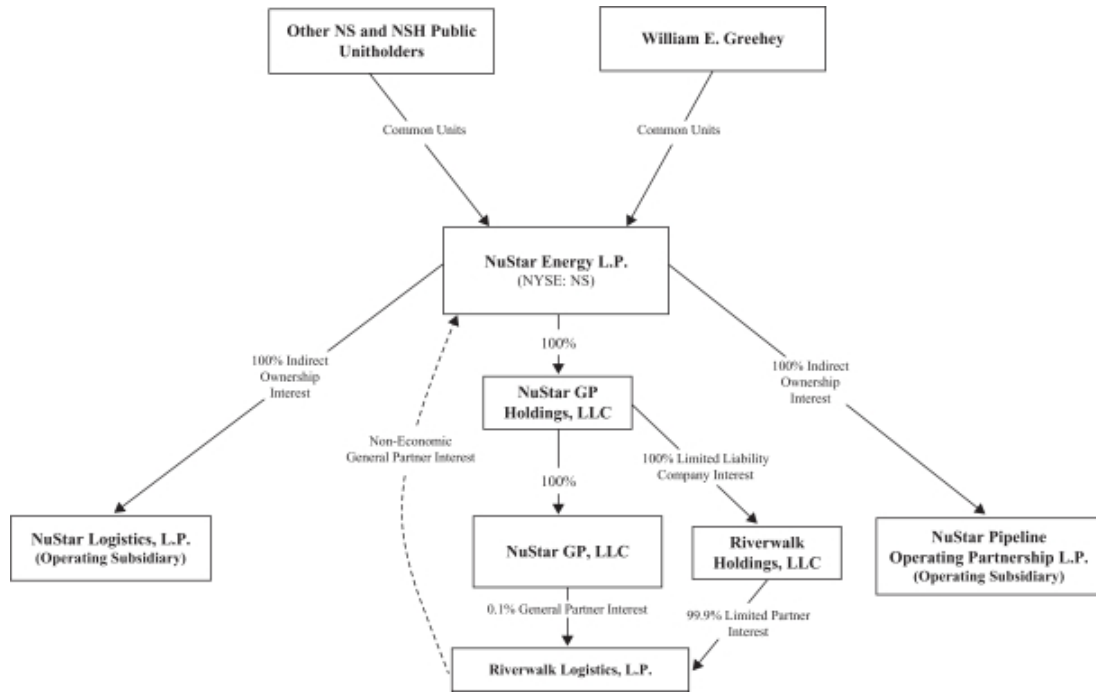 Other NS and NSH Public
Unitholders
William E. Greehey
Common Units
Common Units
NuStar Energy L.P.
(NYSE: NS)
100%
100% Indirect
Ownership
Interest
100% Indirect
Ownership
Interest
NuStar GP
Holdings, LLC
Non-Economic
General Partner Interest
100% Limited Liability
Company Interest
100%
NuStar Logistics, L.P.
(Operating Subsidiary)
NuStar GP, LLC
Riverwalk
Holdings, LLC
NuStar Pipeline
Operating Partnership L.P.
(Operating Subsidiary)
0.1% General Partner Interest
99.9% Limited Partner
Interest
Riverwalk Logistics, L.P.